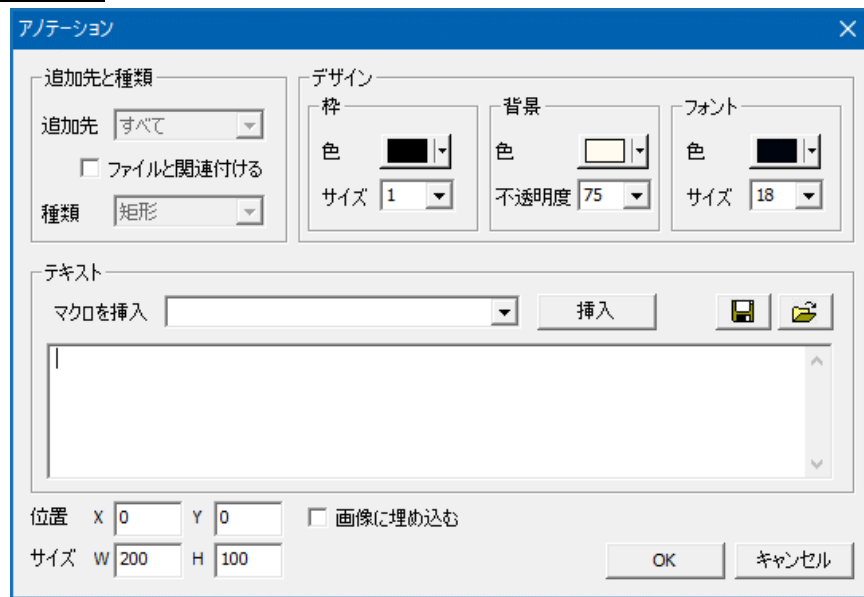 アノテーション
追加先と種類
追加先 すべて
ファイルと関連付ける
種類 矩形
デザイン
枠
色
サイズ 1
背景
色
不透明度 75
フォント
色
サイズ 18
テキスト
マクロを挿入 挿入
位置 X 0 Y 0
画像に埋め込む
サイズ W 200 H 100
OK キャンセル